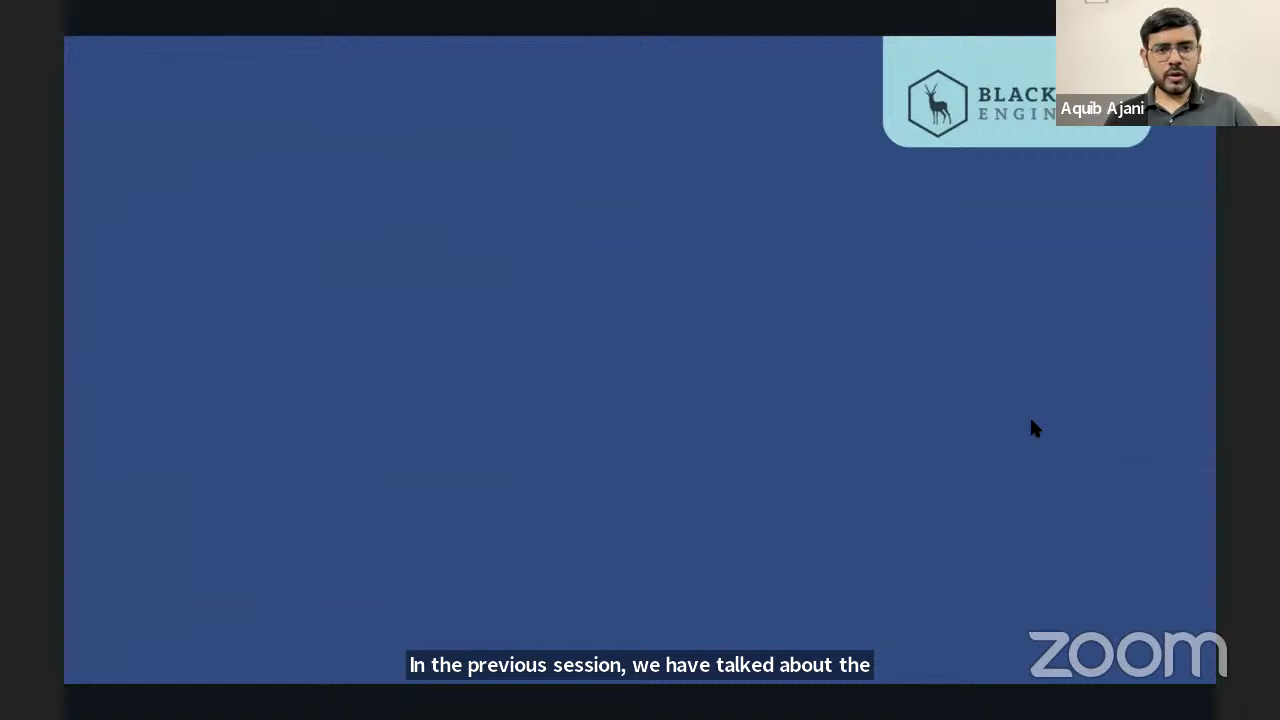 BLACK
ENGIN
Aquib Ajani
In the previous session, we have talked about the
zoom